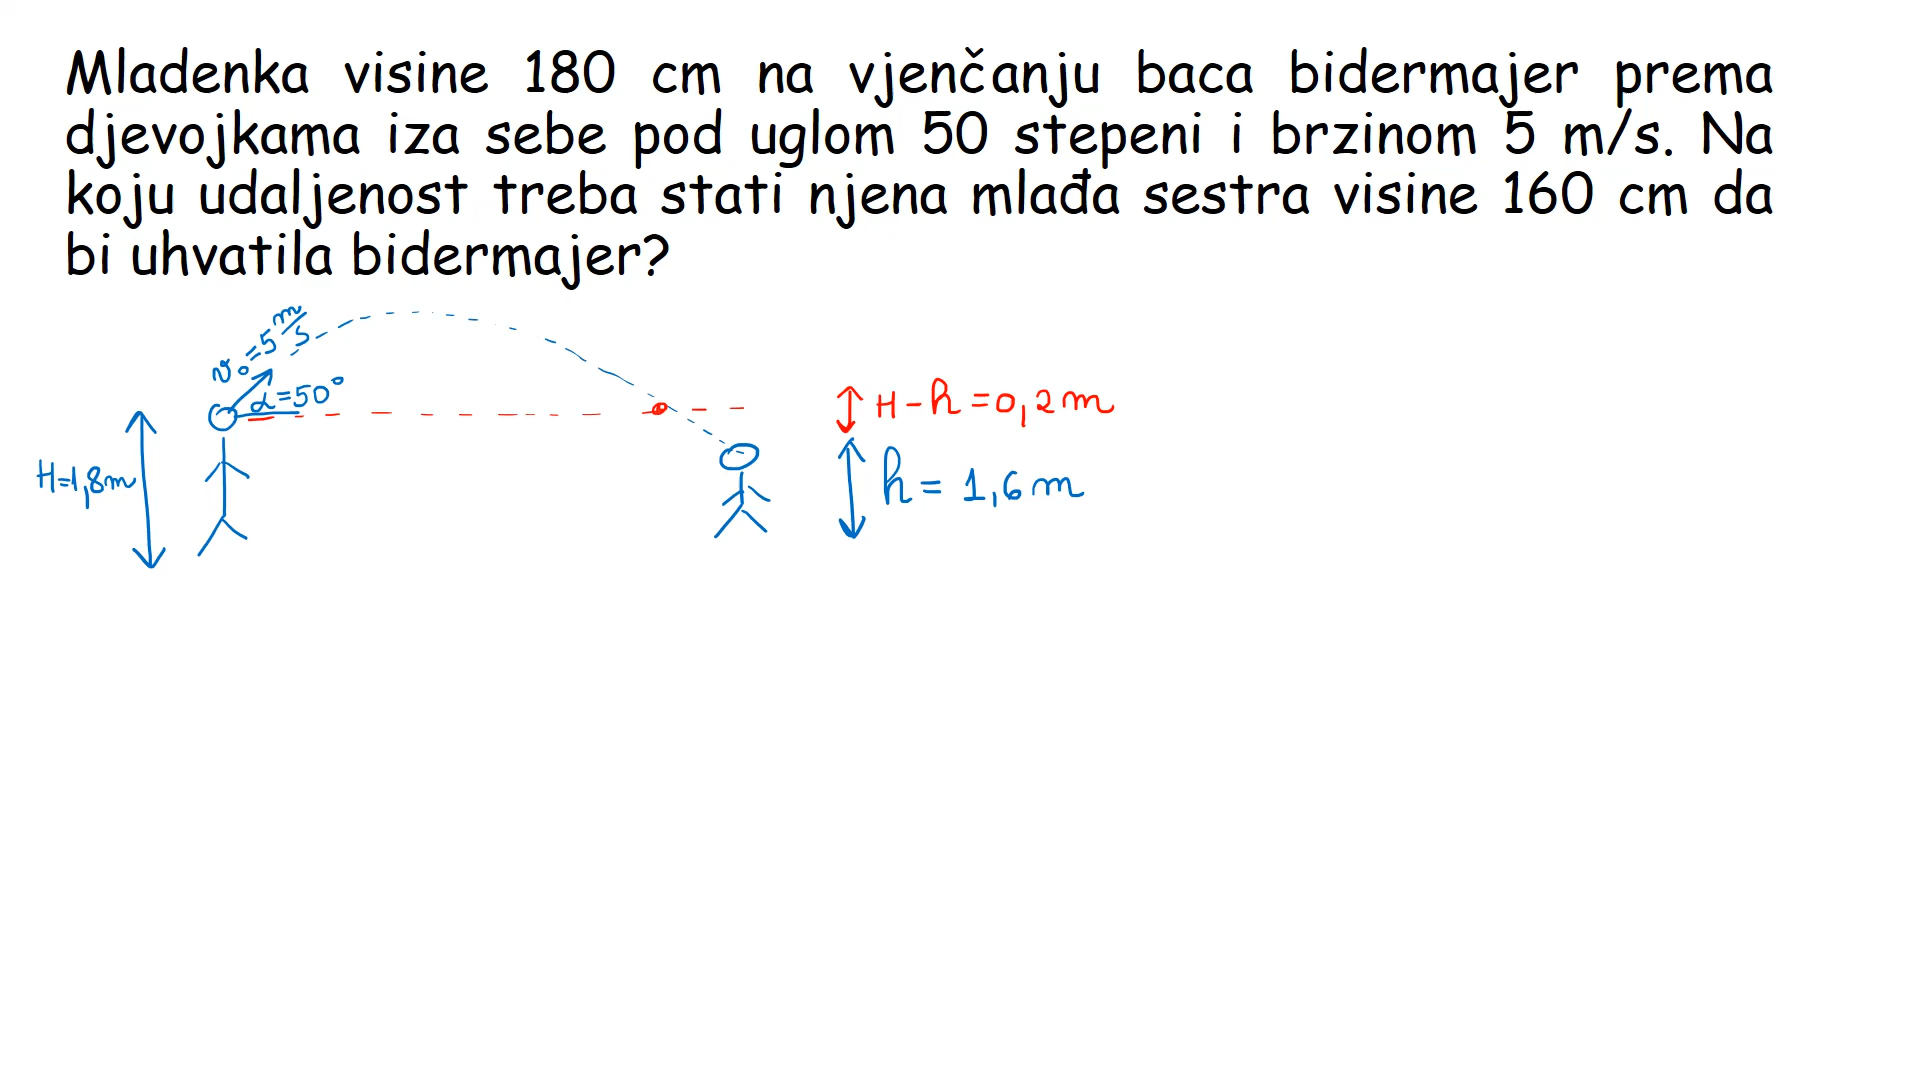 Mladenka visine 180 cm na vjenčanju baca bidermajer prema
djevojkama iza sebe pod uglom 50 stepeni i brzinom 5 m/s. Na
koju udaljenost treba stati njena mlađa sestra visine 160 cm da
bi uhvatila bidermajer?
v₀=5 m/s
α=50°
H-h=0,2m
H=1,8m
h=1,6m